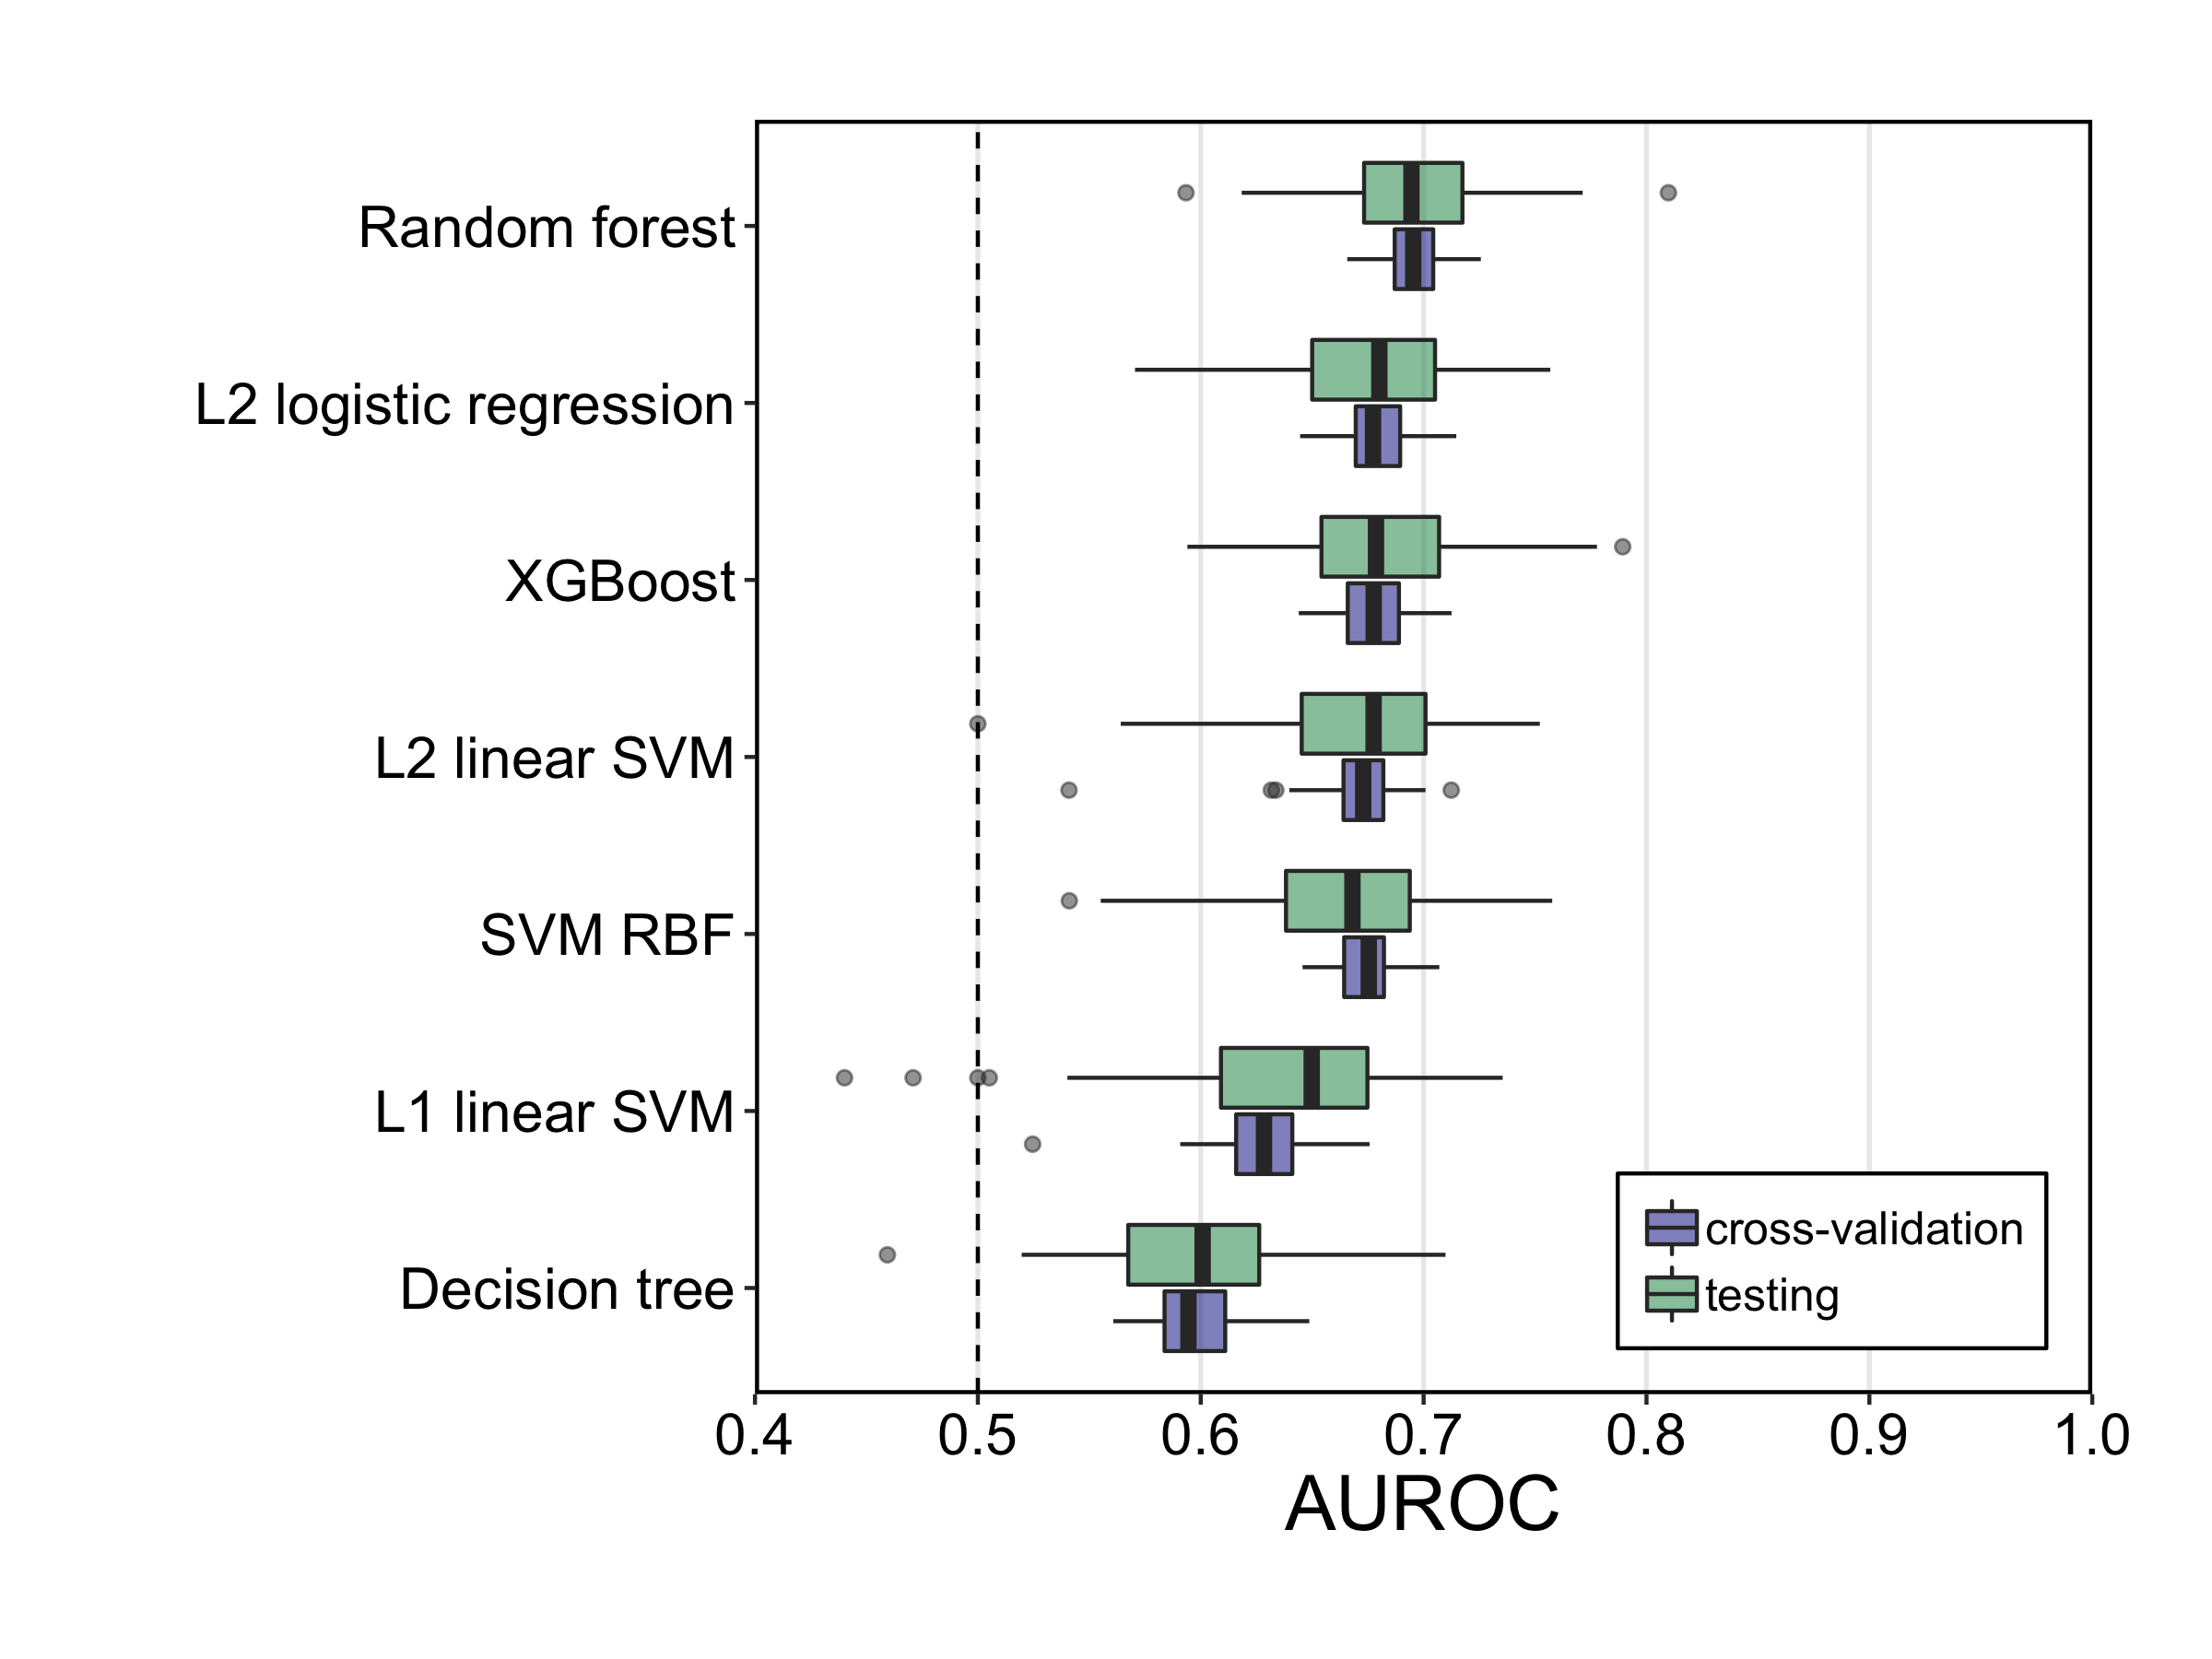 Random forest
L2 logistic regression
XGBoost
L2 linear SVM
SVM RBF
L1 linear SVM
Decision tree
cross-validation
testing
0.4 0.5 0.6 0.7 0.8 0.9 1.0
AUROC